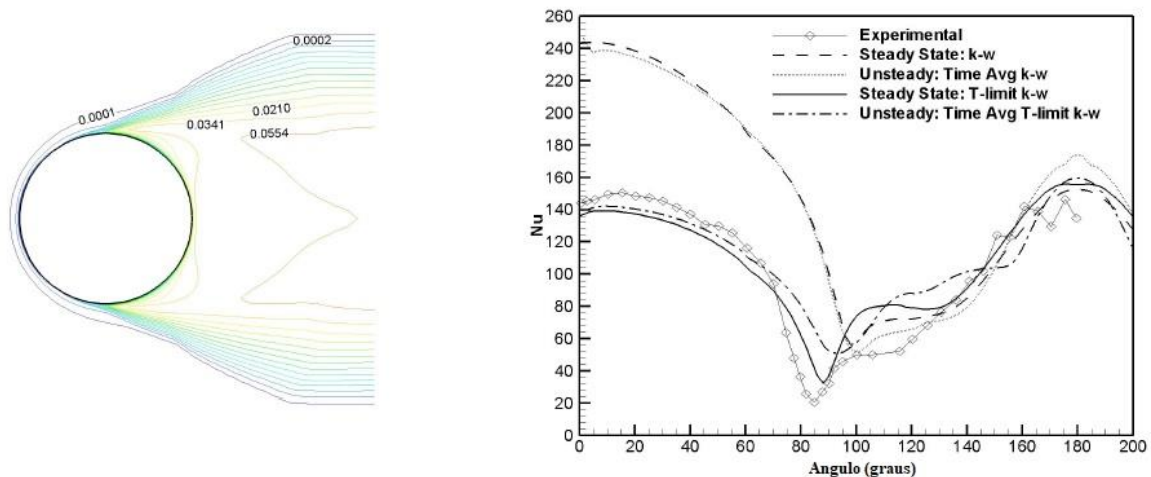 0.0002
0.0001
0.0210
0.0341
0.0554
260
240
220
200
180
160
140
120
100
80
60
40
20
0
Nu
Experimental
Steady State: k-w
Unsteady: Time Avg k-w
Steady State: T-limit k-w
Unsteady: Time Avg T-limit k-w
0 20 40 60 80 100 120 140 160 180 200
Angulo (graus)